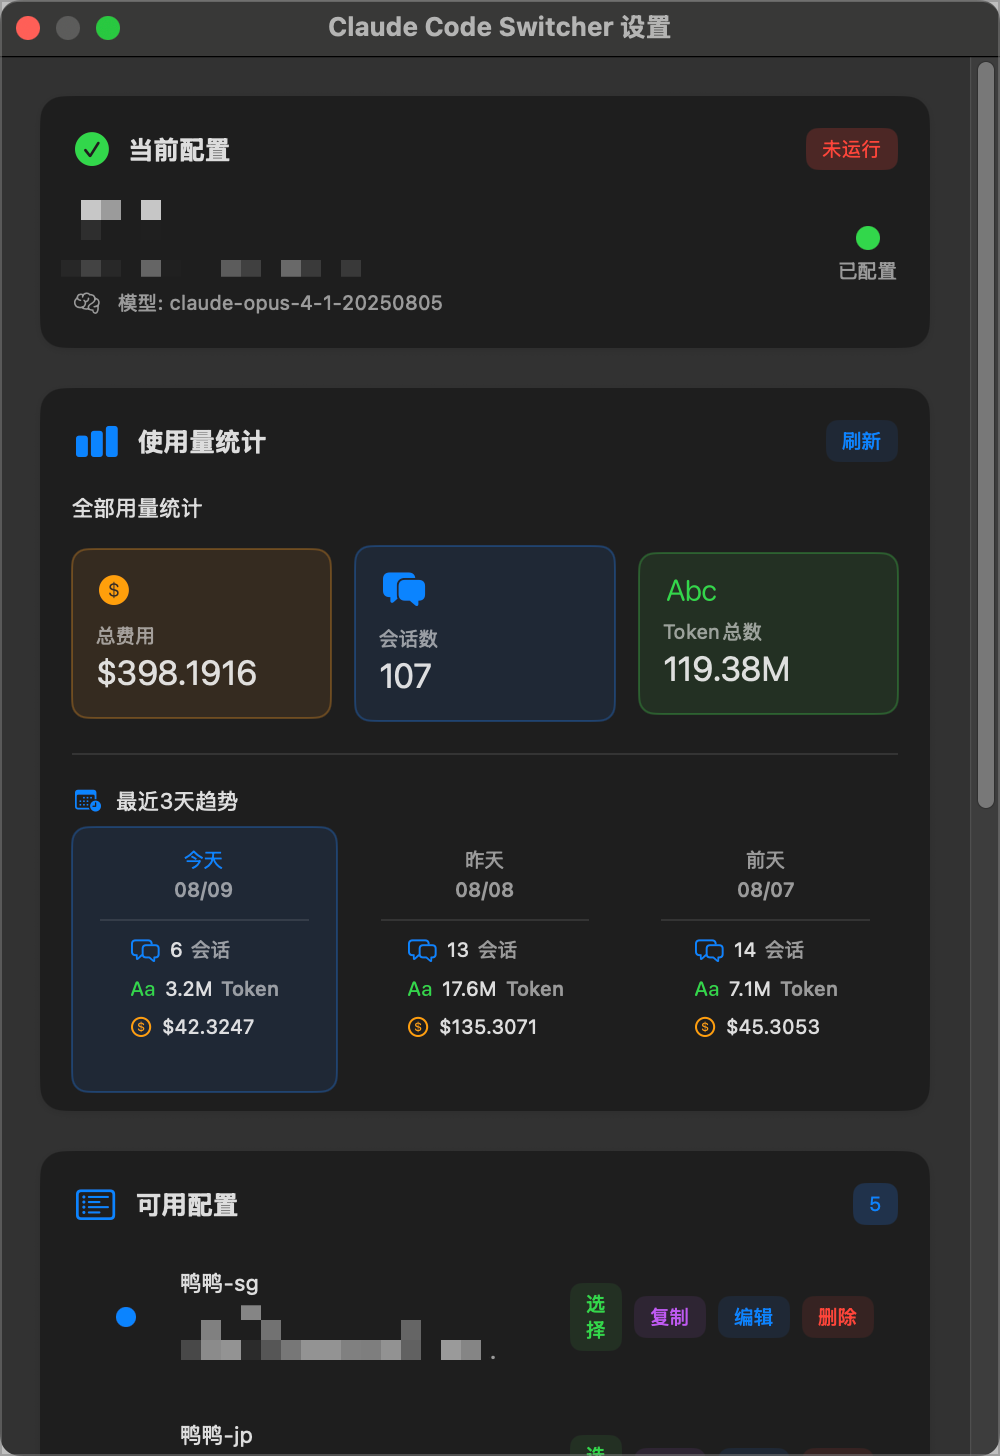 Claude Code Switcher 设置
当前配置
未运行
已配置
模型: claude-opus-4-1-20250805
使用量统计
刷新
全部用量统计
$
总费用
$398.1916
会话数
107
Abc
Token总数
119.38M
最近3天趋势
今天
08/09
6 会话
Aa 3.2M Token
$ $42.3247
昨天
08/08
13 会话
Aa 17.6M Token
$ $135.3071
前天
08/07
14 会话
Aa 7.1M Token
$ $45.3053
可用配置
5
鸭鸭-sg
选
择
复制
编辑
删除
鸭鸭-jp